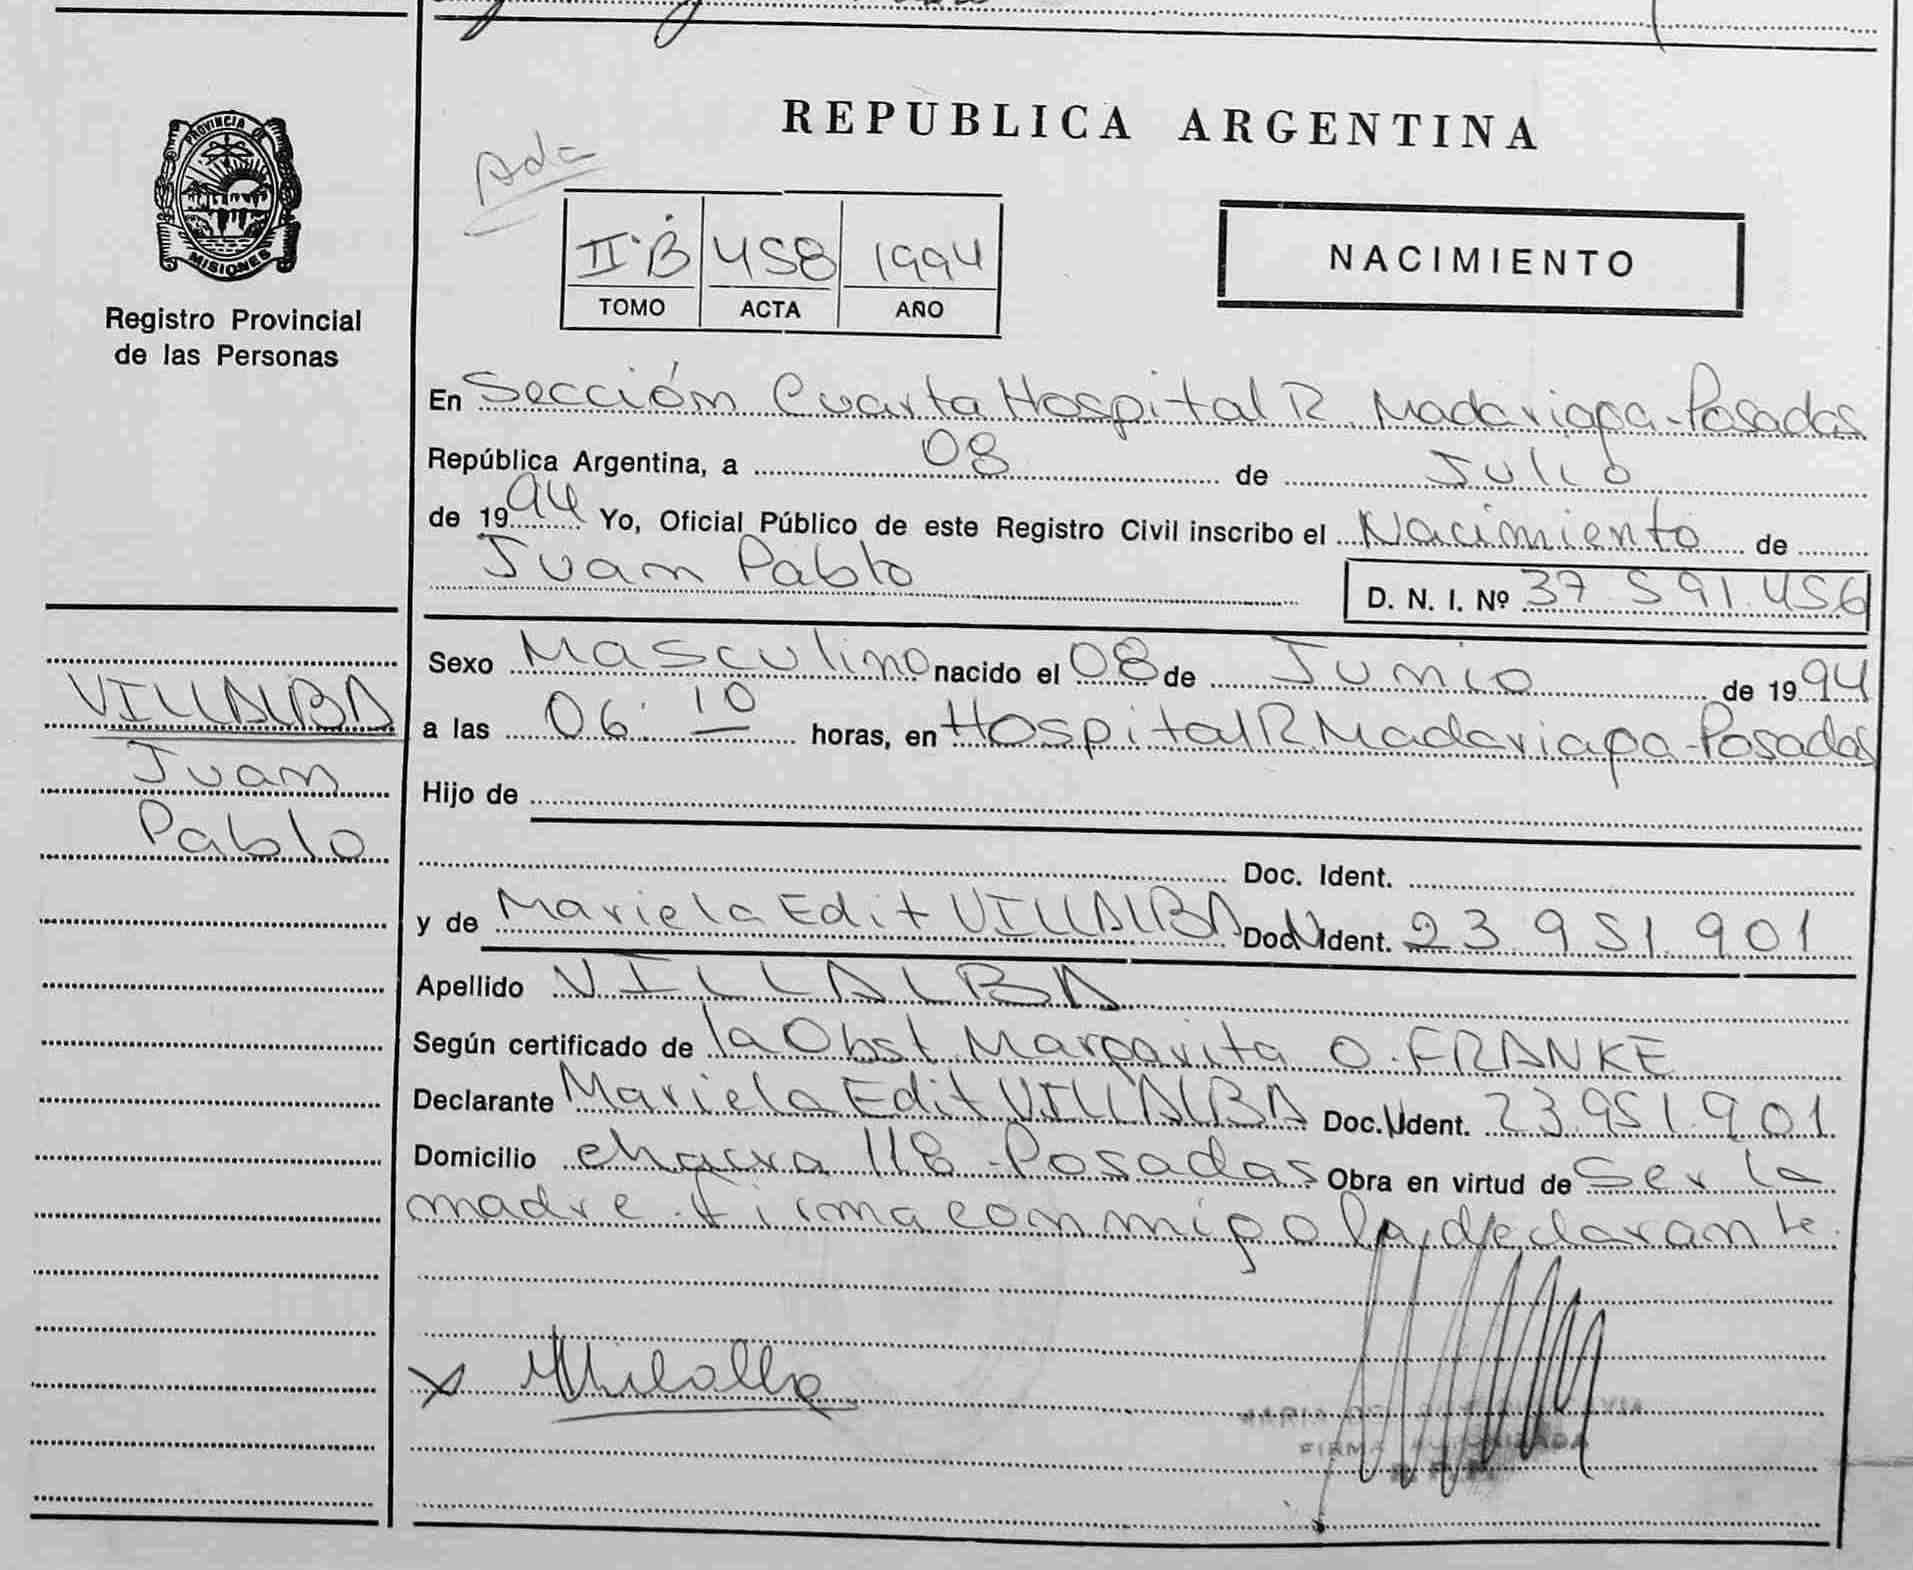 REPUBLICA ARGENTINA
PROVINCIA DE
MISIONES
Registro Provincial
de las Personas
Ada
II·B 458 1994
TOMO ACTA AÑO
NACIMIENTO
En Sección Cuarta Hospital R Madariaga-Posadas
República Argentina, a 08 de Julio
de 1994 Yo, Oficial Público de este Registro Civil inscribo el Nacimiento de
Juan Pablo D. N. I. Nº 37 591.456
VILLALBA
Juan
Pablo
Sexo Masculino nacido el 08 de Junio de 1994
a las 06:10 horas, en Hospital R Madariaga-Posadas
Hijo de
Doc. Ident.
y de Mariela Edit VILLALBA Doc. Ident. 23 951 901
Apellido VILLALBA
Según certificado de la Obst Margarita O. FRANKE
Declarante Mariela Edit VILLALBA Doc. Ident. 23.951.901
Domicilio chacra 118-Posadas Obra en virtud de Ser la
madre firma conmigo la declarante.
X
MARIA
FIRMA AUTORIZADA